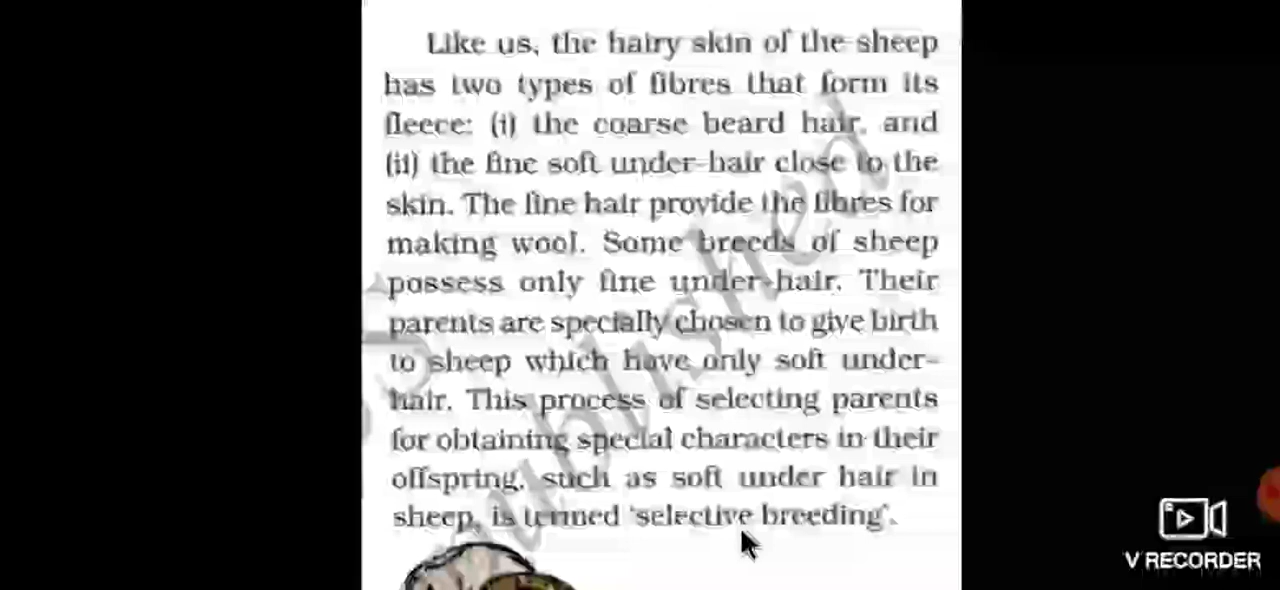 Like us, the hairy skin of the sheep
has two types of fibres that form its
fleece: (i) the coarse beard hair, and
(ii) the fine soft under-hair close to the
skin. The fine hair provide the fibres for
making wool. Some breeds of sheep
possess only fine under-hair. Their
parents are specially chosen to give birth
to sheep which have only soft under-
hair. This process of selecting parents
for obtaining special characters in their
offspring, such as soft under hair in
sheep, is termed ‘selective breeding’.
V RECORDER